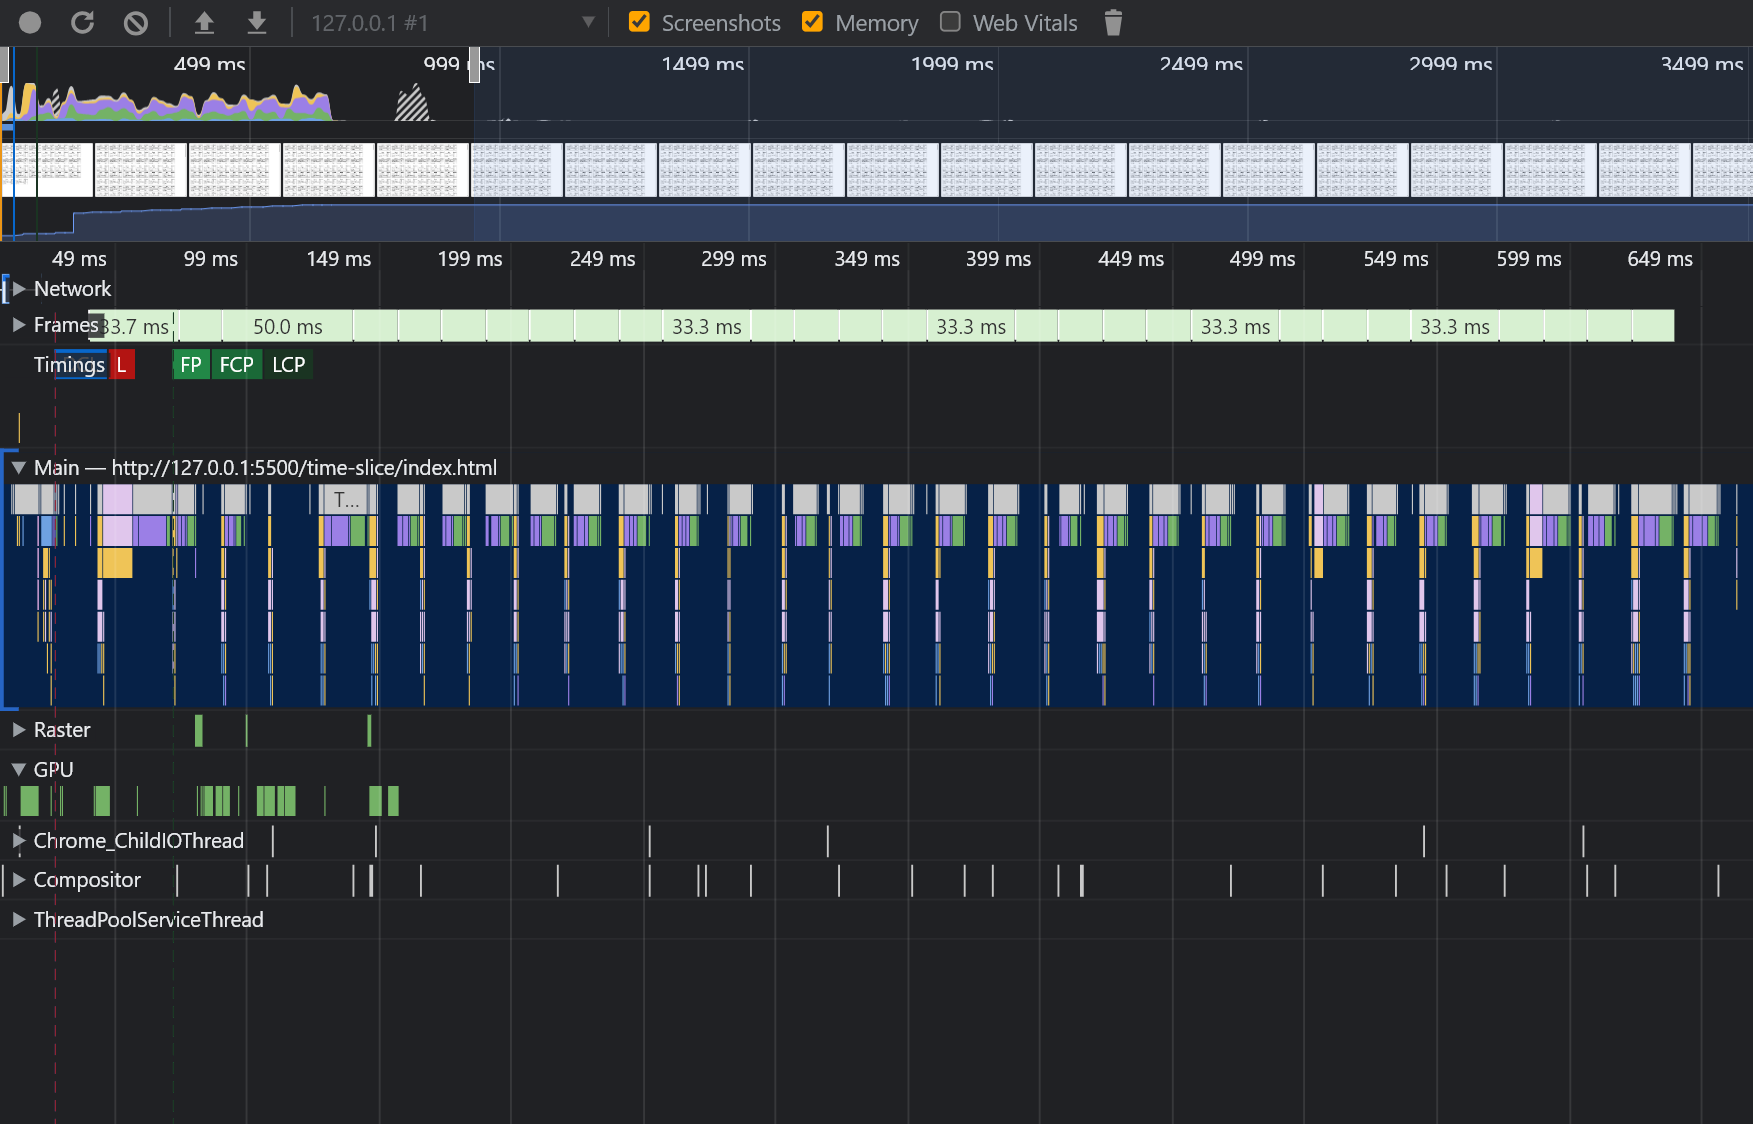 127.0.0.1 #1 Screenshots Memory Web Vitals
499 ms 999 ms 1499 ms 1999 ms 2499 ms 2999 ms 3499 ms
49 ms 99 ms 149 ms 199 ms 249 ms 299 ms 349 ms 399 ms 449 ms 499 ms 549 ms 599 ms 649 ms
Network
Frames 33.7 ms 50.0 ms 33.3 ms 33.3 ms 33.3 ms 33.3 ms
Timings L FP FCP LCP
Main — http://127.0.0.1:5500/time-slice/index.html
T...
Raster
GPU
Chrome_ChildIOThread
Compositor
ThreadPoolServiceThread